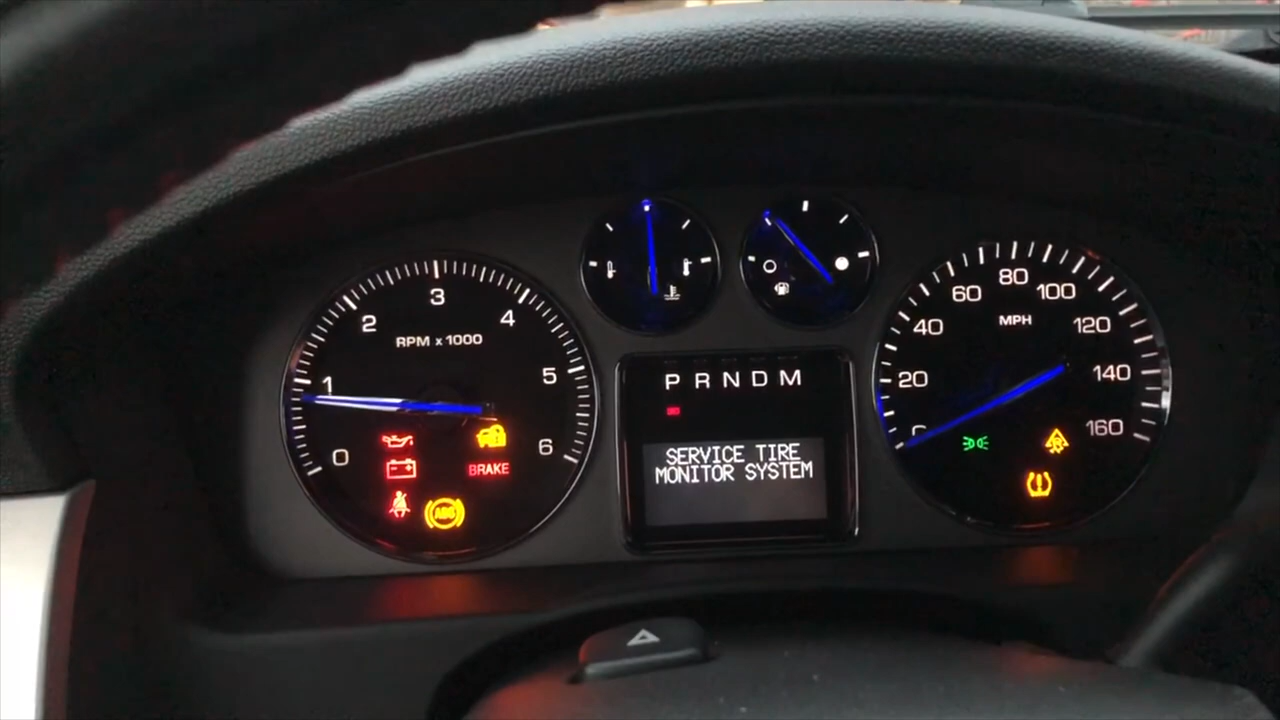 3
2
4
RPM x 1000
1
5
0
6
BRAKE
ABS
P R N D M
SERVICE TIRE
MONITOR SYSTEM
80
60
100
MPH
40
120
20
140
160